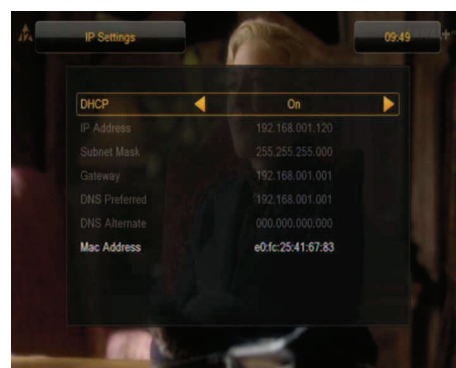 IP Settings
09:49
DHCP On
IP Address 192.168.001.120
Subnet Mask 255.255.255.000
Gateway 192.168.001.001
DNS Preferred 192.168.001.001
DNS Alternate 000.000.000.000
Mac Address e0:fc:25:41:67:83